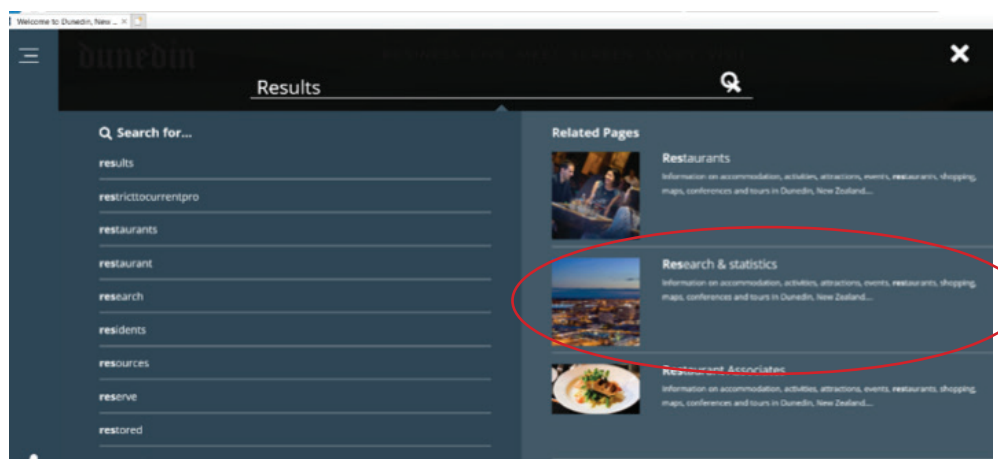 Welcome to Dunedin, New ...
dunedin
Results
Search for...
results
restricttocurrentpro
restaurants
restaurant
research
residents
resources
reserve
restored
Related Pages
Restaurants
Information on accommodation, activities, attractions, events, restaurants, shopping,
maps, conferences and tours in Dunedin, New Zealand....
Research & statistics
Information on accommodation, activities, attractions, events, restaurants, shopping,
maps, conferences and tours in Dunedin, New Zealand....
Restaurant Associates
Information on accommodation, activities, attractions, events, restaurants, shopping,
maps, conferences and tours in Dunedin, New Zealand....